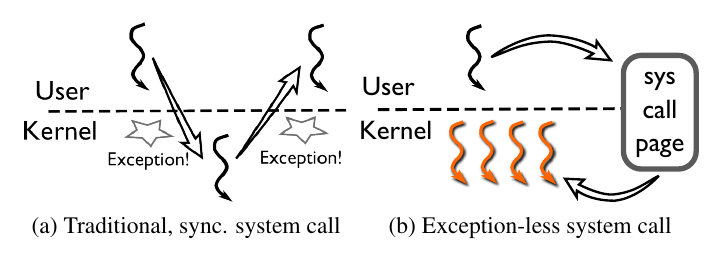 User
Kernel
Exception!
Exception!
(a) Traditional, sync. system call
User
Kernel
sys
call
page
(b) Exception-less system call